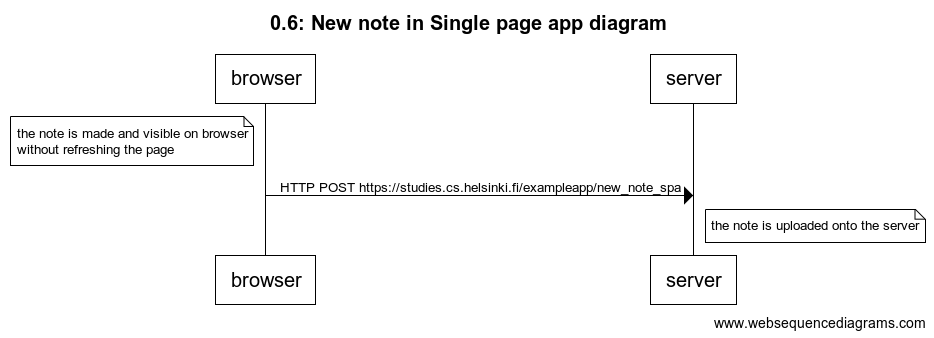 0.6: New note in Single page app diagram
browser
server
the note is made and visible on browser
without refreshing the page
HTTP POST https://studies.cs.helsinki.fi/exampleapp/new_note_spa
the note is uploaded onto the server
browser
server
www.websequencediagrams.com